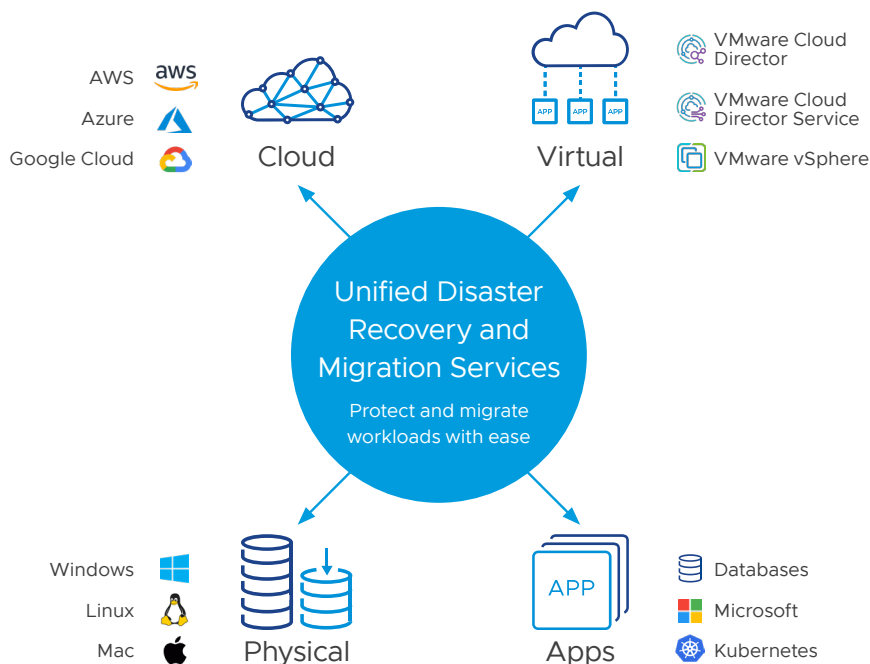 AWS
aws
Azure
Google Cloud
Cloud
APP
APP
APP
Virtual
VMware Cloud
Director
VMware Cloud
Director Service
VMware vSphere
Unified Disaster
Recovery and
Migration Services
Protect and migrate
workloads with ease
Windows
Linux
Mac
Physical
APP
Apps
Databases
Microsoft
Kubernetes